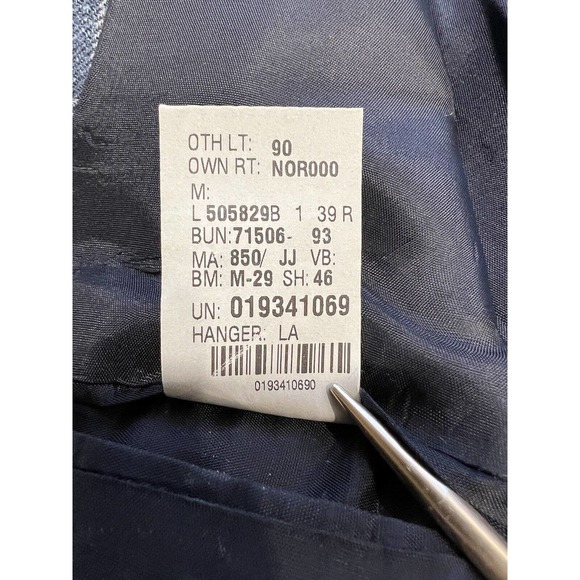 OTH LT: 90
OWN RT: NOR000
M:
L 505829B 1 39 R
BUN: 71506- 93
MA: 850/ JJ VB:
BM: M-29 SH: 46
UN: 019341069
HANGER: LA
0193410690